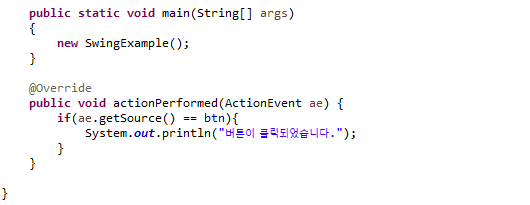 public static void main(String[] args)
{
    new SwingExample();
}
@Override
public void actionPerformed(ActionEvent ae) {
    if(ae.getSource() == btn){
        System.out.println("버튼이 클릭되었습니다.");
    }
}
}